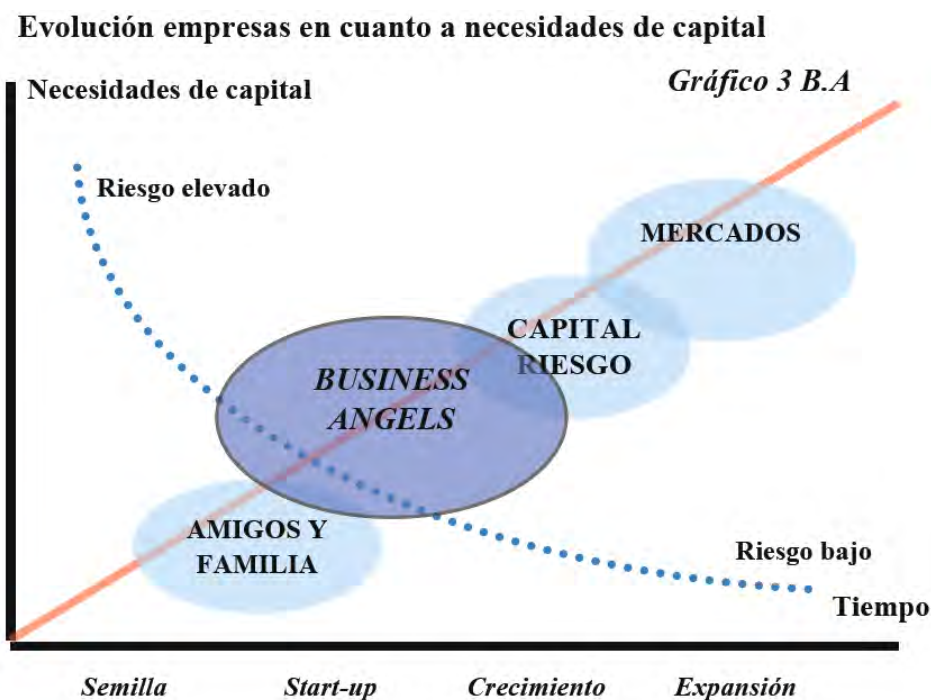 Evolución empresas en cuanto a necesidades de capital
Gráfico 3 B.A
Necesidades de capital
Riesgo elevado
MERCADOS
CAPITAL
RIESGO
BUSINESS
ANGELS
AMIGOS Y
FAMILIA
Riesgo bajo
Tiempo
Semilla Start-up Crecimiento Expansión